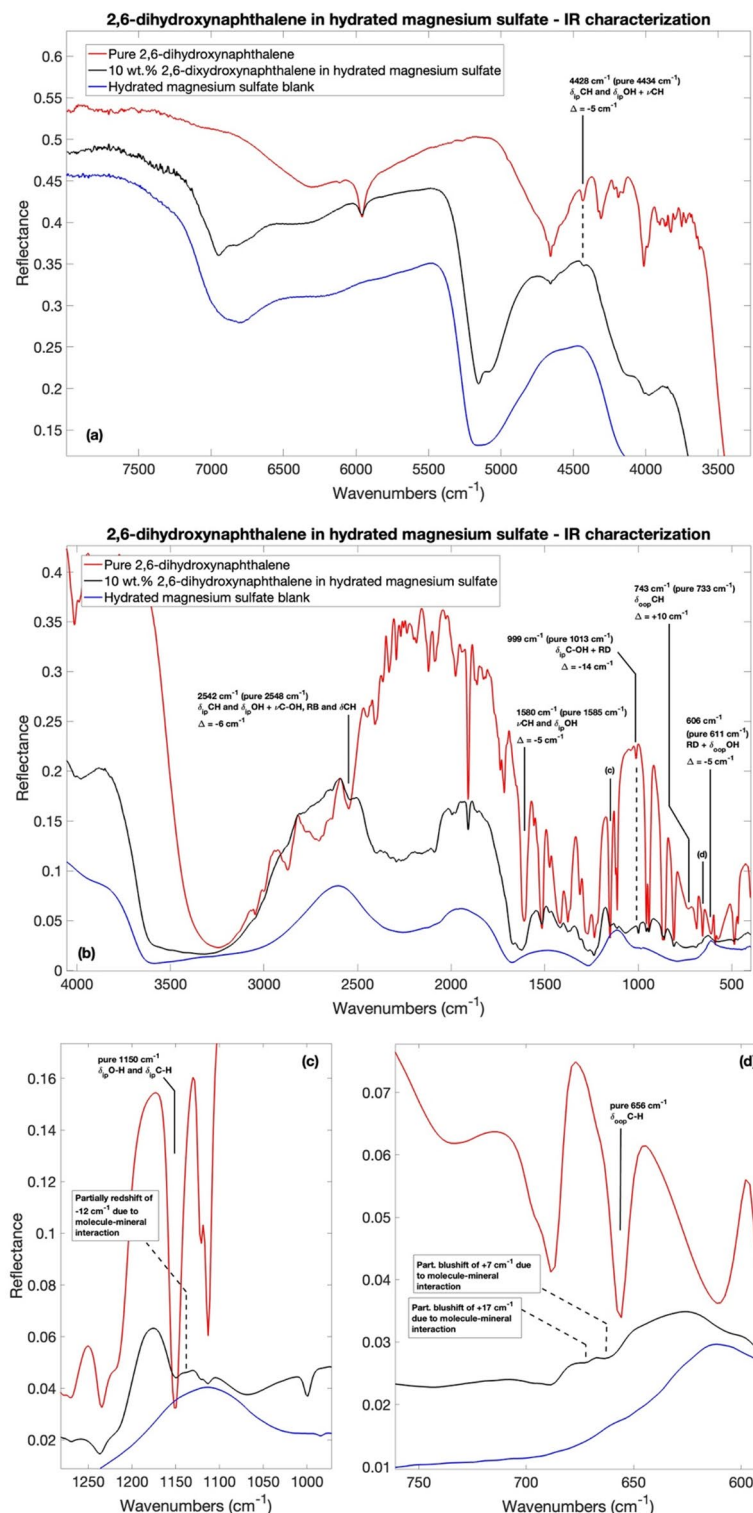 2,6-dihydroxynaphthalene in hydrated magnesium sulfate - IR characterization
Pure 2,6-dihydroxynaphthalene
10 wt.% 2,6-dixydroxynaphthalene in hydrated magnesium sulfate
Hydrated magnesium sulfate blank
4428 cm⁻¹ (pure 4434 cm⁻¹)
δipCH and δipOH + νCH
Δ = -5 cm⁻¹
0.6
0.55
0.5
0.45
0.4
0.35
0.3
0.25
0.2
0.15
Reflectance
(a)
7500 7000 6500 6000 5500 5000 4500 4000 3500
Wavenumbers (cm⁻¹)
2,6-dihydroxynaphthalene in hydrated magnesium sulfate - IR characterization
Pure 2,6-dihydroxynaphthalene
10 wt.% 2,6-dihydroxynaphthalene in hydrated magnesium sulfate
Hydrated magnesium sulfate blank
743 cm⁻¹ (pure 733)
δoopCH
Δ = +10 cm⁻¹
999 cm⁻¹ (pure 1013 cm⁻¹)
δipC-OH + RD
Δ = -14 cm⁻¹
2542 cm⁻¹ (pure 2548 cm⁻¹)
δipCH and δipOH + νC-OH, RB and δCH
Δ = -6 cm⁻¹
1580 cm⁻¹ (pure 1585 cm⁻¹)
νCH and δipOH
Δ = -5 cm⁻¹
606 cm⁻¹
(pure 611 cm⁻¹)
RD + δoopOH
Δ = -5 cm⁻¹
(c)
(d)
0.4
0.35
0.3
0.25
0.2
0.15
0.1
0.05
0
Reflectance
(b)
4000 3500 3000 2500 2000 1500 1000 500
Wavenumbers (cm⁻¹)
pure 1150 cm⁻¹
δipO-H and δipC-H
(c)
Partially redshift of
-12 cm⁻¹ due to
molecule-mineral
interaction
0.16
0.14
0.12
0.1
0.08
0.06
0.04
0.02
Reflectance
1250 1200 1150 1100 1050 1000
Wavenumbers (cm⁻¹)
(d)
pure 656 cm⁻¹
δoopC-H
Part. blushift of +7 cm⁻¹ due
to molecule-mineral
interaction
Part. blushift of +17 cm⁻¹
due to molecule-mineral
interaction
0.07
0.06
0.05
0.04
0.03
0.02
0.01
750 700 650 600
Wavenumbers (cm⁻¹)